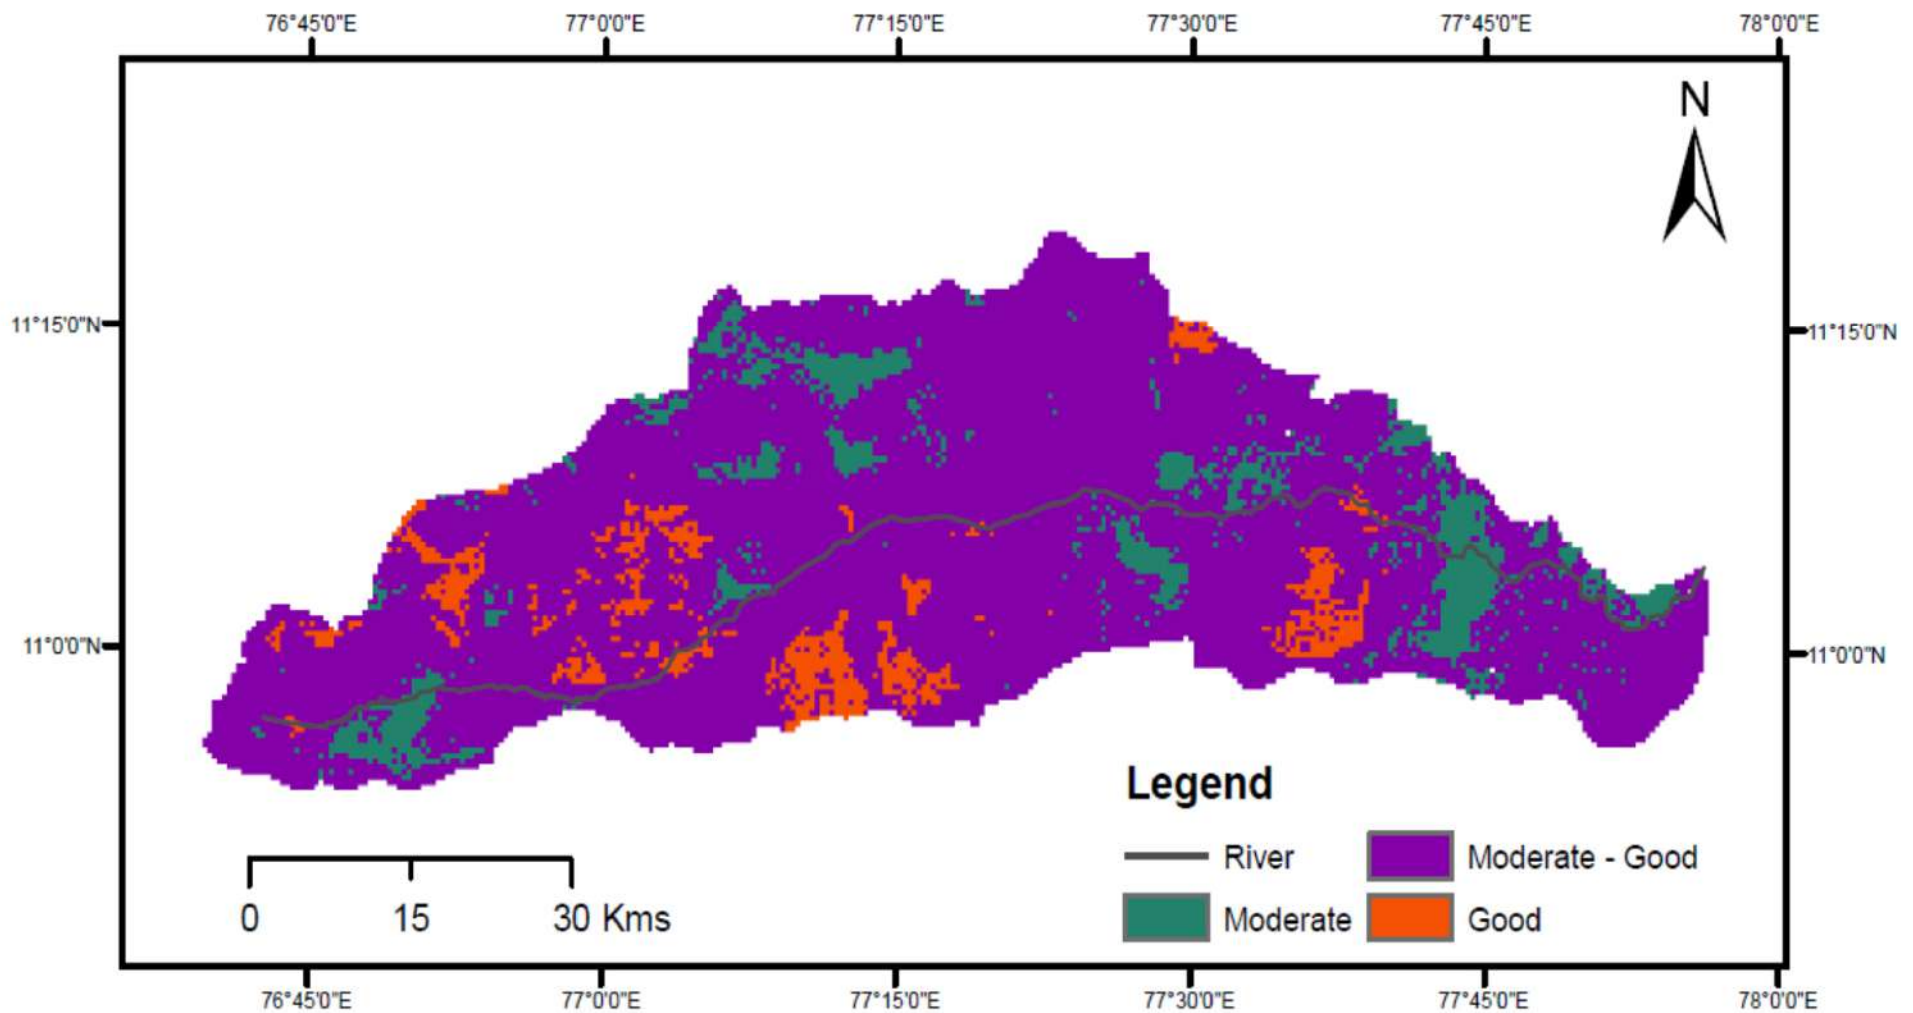 76°45'0"E 77°0'0"E 77°15'0"E 77°30'0"E 77°45'0"E 78°0'0"E
N
11°15'0"N 11°15'0"N
11°0'0"N 11°0'0"N
Legend
River Moderate - Good
Moderate Good
0 15 30 Kms
76°45'0"E 77°0'0"E 77°15'0"E 77°30'0"E 77°45'0"E 78°0'0"E